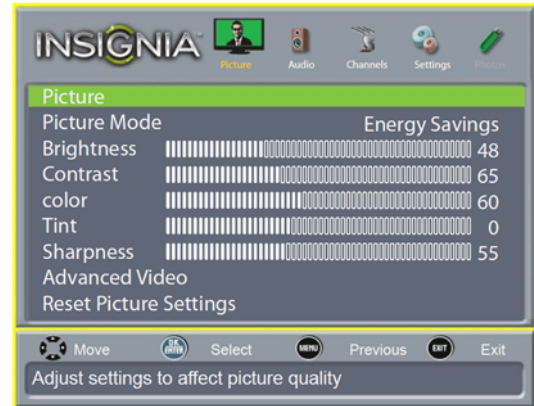 INSIGNIA
Picture Audio Channels Settings Photos
Picture
Picture Mode Energy Savings
Brightness 48
Contrast 65
color 60
Tint 0
Sharpness 55
Advanced Video
Reset Picture Settings
Move OK ENTER Select MENU Previous EXIT Exit
Adjust settings to affect picture quality